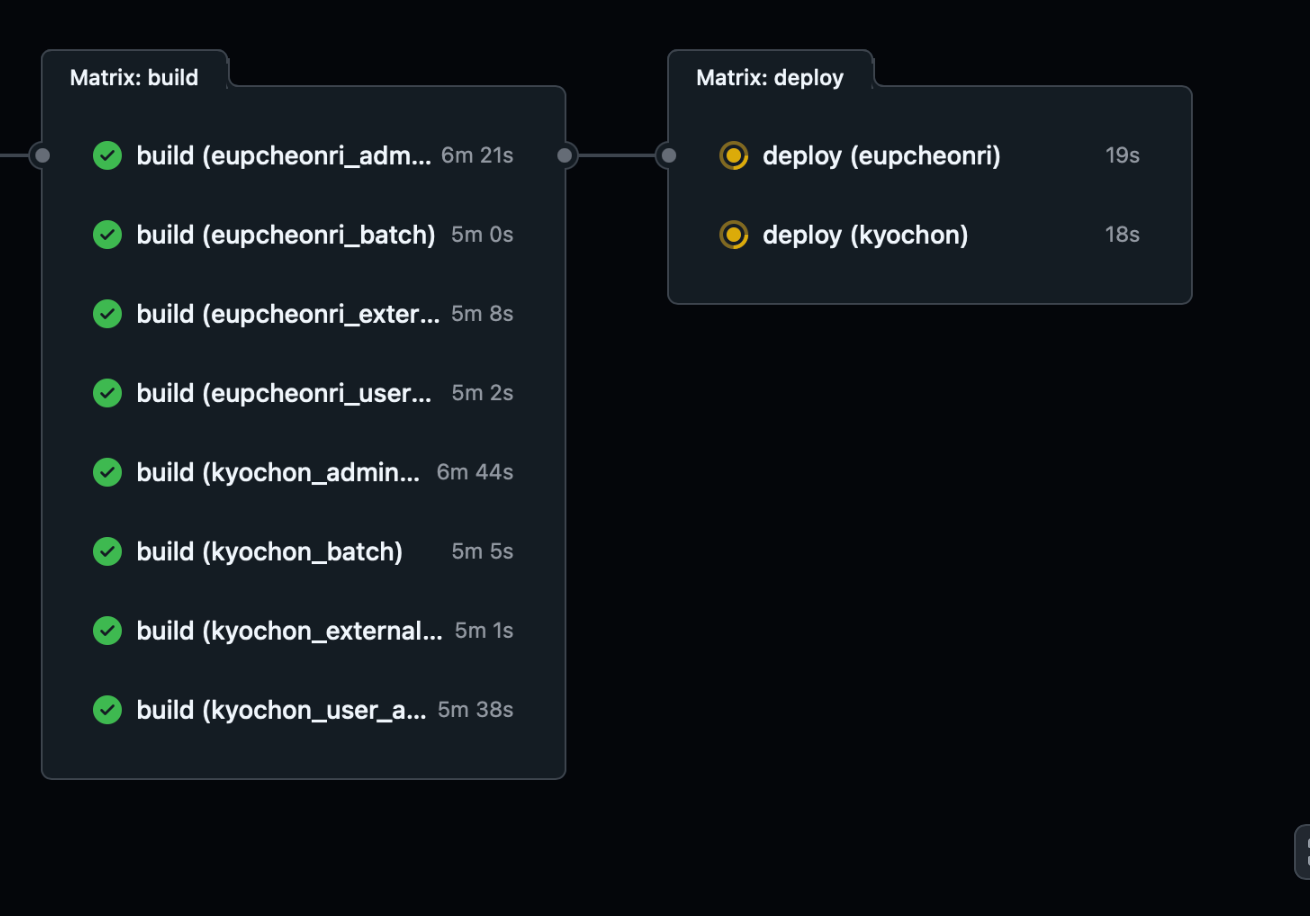 Matrix: build
build (eupcheonri_adm... 6m 21s
build (eupcheonri_batch) 5m 0s
build (eupcheonri_exter... 5m 8s
build (eupcheonri_user... 5m 2s
build (kyochon_admin... 6m 44s
build (kyochon_batch) 5m 5s
build (kyochon_external... 5m 1s
build (kyochon_user_a... 5m 38s
Matrix: deploy
deploy (eupcheonri) 19s
deploy (kyochon) 18s